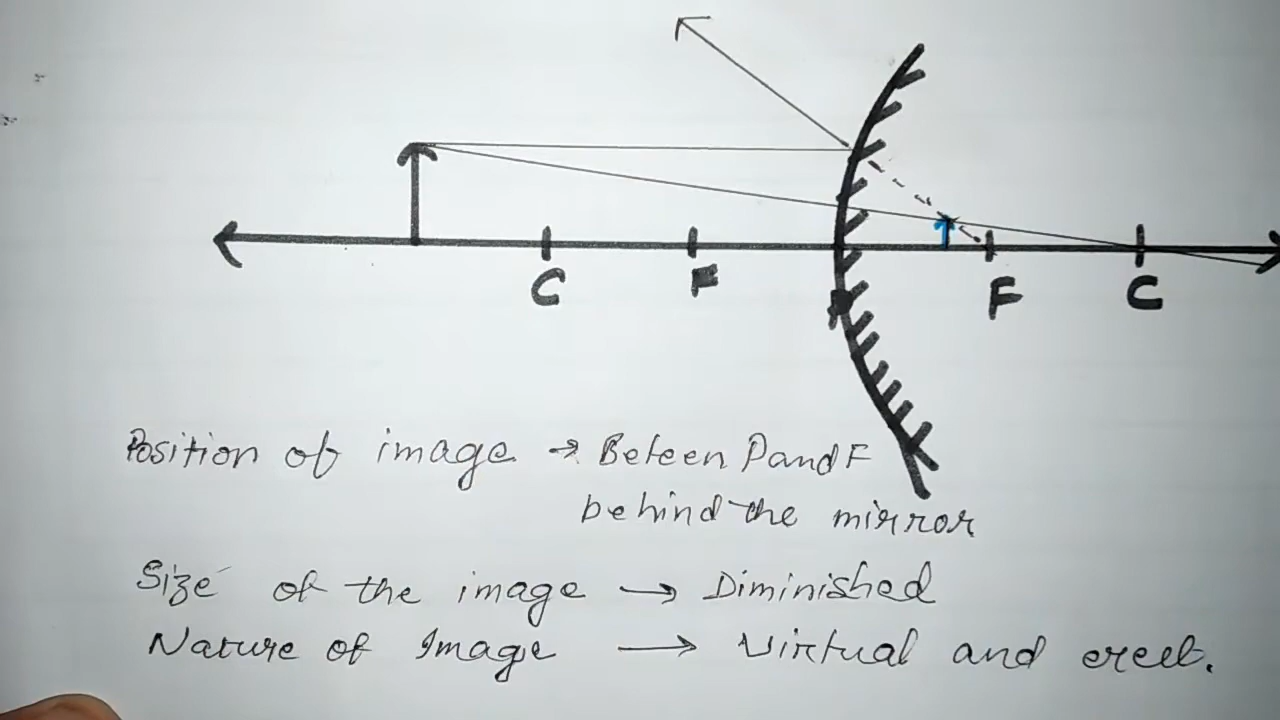 C F P F C
Position of image → Beteen P and F
behind the mirror
Size of the image → Diminished
Nature of Image → Virtual and erect.